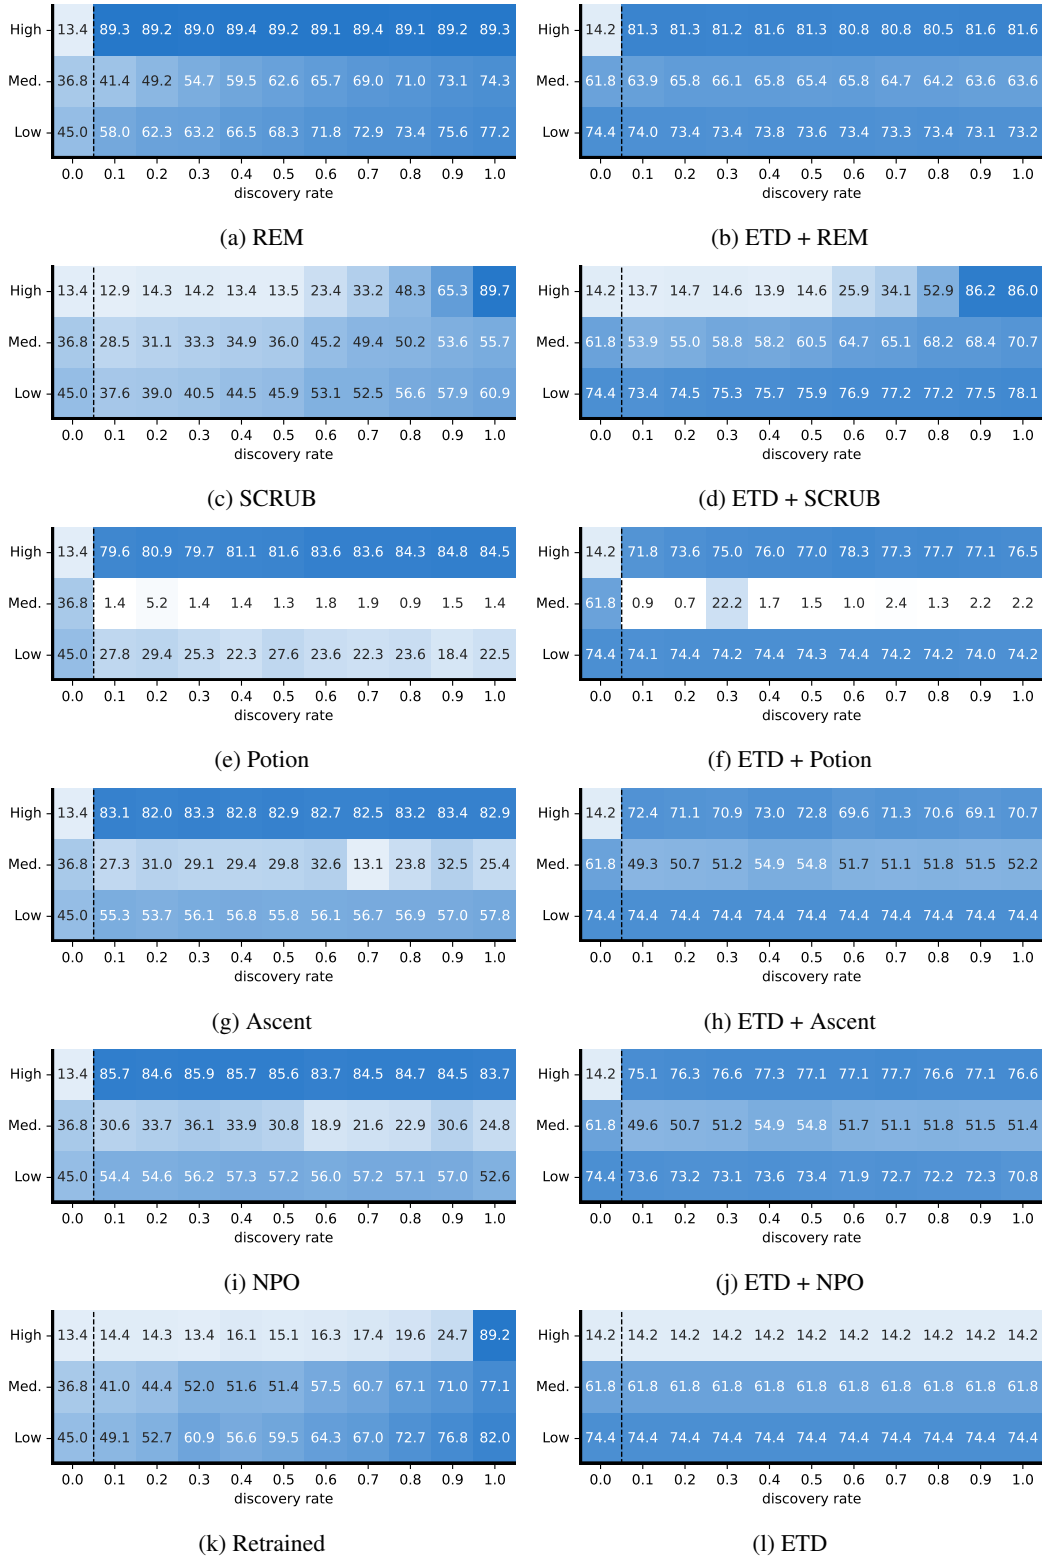 High 13.4 89.3 89.2 89.0 89.4 89.2 89.1 89.4 89.1 89.2 89.3
Med. 36.8 41.4 49.2 54.7 59.5 62.6 65.7 69.0 71.0 73.1 74.3
Low 45.0 58.0 62.3 63.2 66.5 68.3 71.8 72.9 73.4 75.6 77.2
0.0 0.1 0.2 0.3 0.4 0.5 0.6 0.7 0.8 0.9 1.0
discovery rate
(a) REM
14.2 81.3 81.3 81.2 81.6 81.3 80.8 80.8 80.5 81.6 81.6
61.8 63.9 65.8 66.1 65.8 65.4 65.8 64.7 64.2 63.6 63.6
74.4 74.0 73.4 73.4 73.8 73.6 73.4 73.3 73.4 73.1 73.2
0.0 0.1 0.2 0.3 0.4 0.5 0.6 0.7 0.8 0.9 1.0
discovery rate
(b) ETD + REM
High 13.4 12.9 14.3 14.2 13.4 13.5 23.4 33.2 48.3 65.3 89.7
Med. 36.8 28.5 31.1 33.3 34.9 36.0 45.2 49.4 50.2 53.6 55.7
Low 45.0 37.6 39.0 40.5 44.5 45.9 53.1 52.5 56.6 57.9 60.9
0.0 0.1 0.2 0.3 0.4 0.5 0.6 0.7 0.8 0.9 1.0
discovery rate
(c) SCRUB
High 14.2 13.7 14.7 14.6 13.9 14.6 25.9 34.1 52.9 86.2 86.0
Med. 61.8 53.9 55.0 58.8 58.2 60.5 64.7 65.1 68.2 68.4 70.7
Low 74.4 73.4 74.5 75.3 75.7 75.9 76.9 77.2 77.2 77.5 78.1
0.0 0.1 0.2 0.3 0.4 0.5 0.6 0.7 0.8 0.9 1.0
discovery rate
(d) ETD + SCRUB
High 13.4 79.6 80.9 79.7 81.1 81.6 83.6 83.6 84.3 84.8 84.5
Med. 36.8 1.4 5.2 1.4 1.4 1.3 1.8 1.9 0.9 1.5 1.4
Low 45.0 27.8 29.4 25.3 22.3 27.6 23.6 22.3 23.6 18.4 22.5
0.0 0.1 0.2 0.3 0.4 0.5 0.6 0.7 0.8 0.9 1.0
discovery rate
(e) Potion
High 14.2 71.8 73.6 75.0 76.0 77.0 78.3 77.3 77.7 77.1 76.5
Med. 61.8 0.9 0.7 22.2 1.7 1.5 1.0 2.4 1.3 2.2 2.2
Low 74.4 74.1 74.4 74.2 74.4 74.3 74.4 74.2 74.2 74.0 74.2
0.0 0.1 0.2 0.3 0.4 0.5 0.6 0.7 0.8 0.9 1.0
discovery rate
(f) ETD + Potion
High 13.4 83.1 82.0 83.3 82.8 82.9 82.7 82.5 83.2 83.4 82.9
Med. 36.8 27.3 31.0 29.1 29.4 29.8 32.6 13.1 23.8 32.5 25.4
Low 45.0 55.3 53.7 56.1 56.8 55.8 56.1 56.7 56.9 57.0 57.8
0.0 0.1 0.2 0.3 0.4 0.5 0.6 0.7 0.8 0.9 1.0
discovery rate
(g) Ascent
High 14.2 72.4 71.1 70.9 73.0 72.8 69.6 71.3 70.6 69.1 70.7
Med. 61.8 49.3 50.7 51.2 54.9 54.8 51.7 51.1 51.8 51.5 52.2
Low 74.4 74.4 74.4 74.4 74.4 74.4 74.4 74.4 74.4 74.4 74.4
0.0 0.1 0.2 0.3 0.4 0.5 0.6 0.7 0.8 0.9 1.0
discovery rate
(h) ETD + Ascent
High 13.4 85.7 84.6 85.9 85.7 85.6 83.7 84.5 84.7 84.5 83.7
Med. 36.8 30.6 33.7 36.1 33.9 30.8 18.9 21.6 22.9 30.6 24.8
Low 45.0 54.4 54.6 56.2 57.3 57.2 56.0 57.2 57.1 57.0 52.6
0.0 0.1 0.2 0.3 0.4 0.5 0.6 0.7 0.8 0.9 1.0
discovery rate
(i) NPO
High 14.2 75.1 76.3 76.6 77.3 77.1 77.1 77.7 76.6 77.1 76.6
Med. 61.8 49.6 50.7 51.2 54.9 54.8 51.7 51.1 51.8 51.5 51.4
Low 74.4 73.6 73.2 73.1 73.6 73.4 71.9 72.7 72.2 72.3 70.8
0.0 0.1 0.2 0.3 0.4 0.5 0.6 0.7 0.8 0.9 1.0
discovery rate
(j) ETD + NPO
High 13.4 14.4 14.3 13.4 16.1 15.1 16.3 17.4 19.6 24.7 89.2
Med. 36.8 41.0 44.4 52.0 51.6 51.4 57.5 60.7 67.1 71.0 77.1
Low 45.0 49.1 52.7 60.9 56.6 59.5 64.3 67.0 72.7 76.8 82.0
0.0 0.1 0.2 0.3 0.4 0.5 0.6 0.7 0.8 0.9 1.0
discovery rate
(k) Retrained
High 14.2 14.2 14.2 14.2 14.2 14.2 14.2 14.2 14.2 14.2 14.2
Med. 61.8 61.8 61.8 61.8 61.8 61.8 61.8 61.8 61.8 61.8 61.8
Low 74.4 74.4 74.4 74.4 74.4 74.4 74.4 74.4 74.4 74.4 74.4
0.0 0.1 0.2 0.3 0.4 0.5 0.6 0.7 0.8 0.9 1.0
discovery rate
(l) ETD